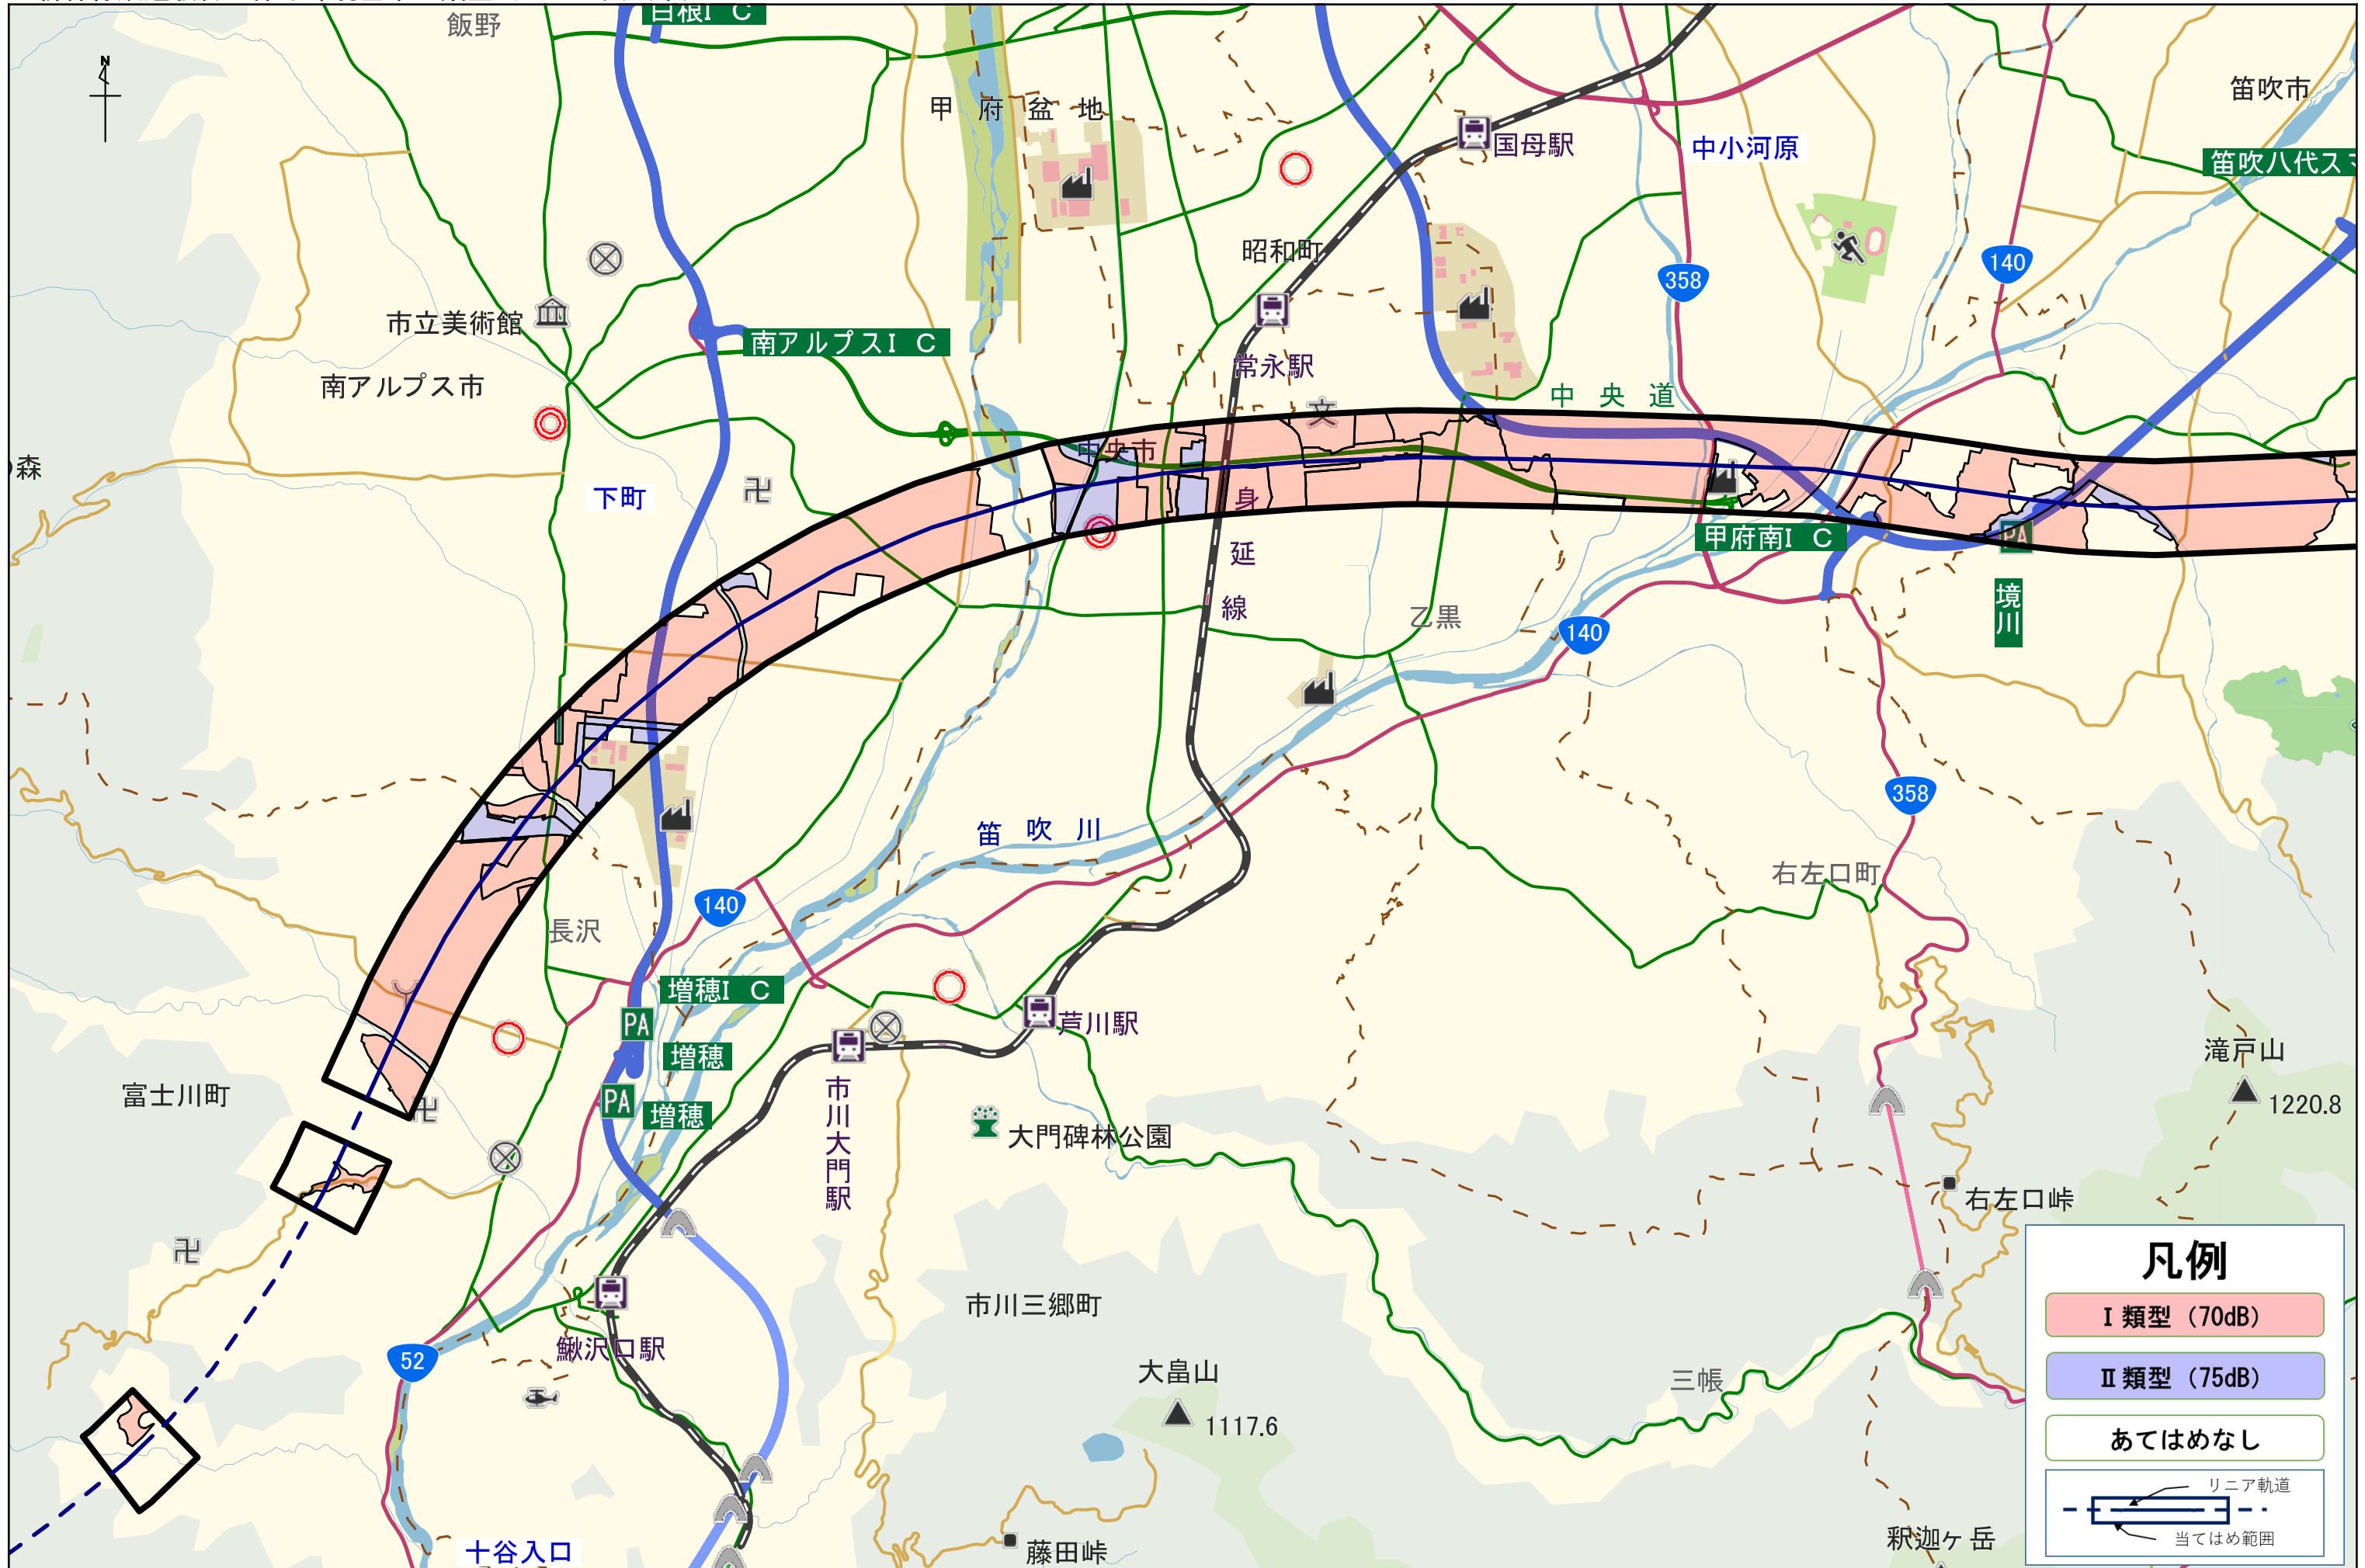 白根IC
飯野
N
甲府盆地
国母駅
中小河原
笛吹市
笛吹八代ス
昭和町
358
140
市立美術館
南アルプスIC
南アルプス市
常永駅
中央道
文
中央市
森
下町
身延線
甲府南IC
PA
境川
乙黒
140
358
笛吹川
右左口町
140
長沢
増穂IC
PA
増穂
芦川駅
滝戸山
1220.8
富士川町
PA
増穂
市川大門駅
大門碑林公園
右左口峠
市川三郷町
鰍沢口駅
52
大畠山
1117.6
三帳
十谷入口
藤田峠
釈迦ヶ岳
凡例
Ⅰ類型（70dB）
Ⅱ類型（75dB）
あてはめなし
リニア軌道
当てはめ範囲